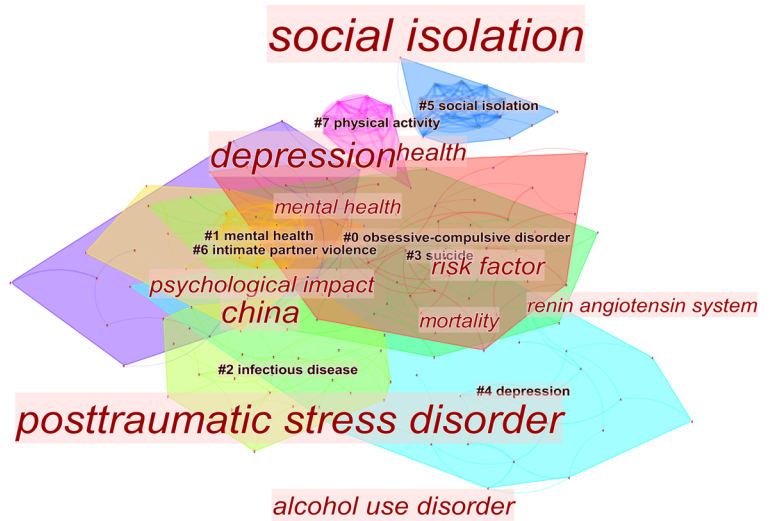 social isolation
#5 social isolation
#7 physical activity
depression
health
mental health
#1 mental health
#0 obsessive-compulsive disorder
#6 intimate partner violence
#3 suicide
risk factor
psychological impact
china
mortality
renin angiotensin system
#2 infectious disease
#4 depression
posttraumatic stress disorder
alcohol use disorder